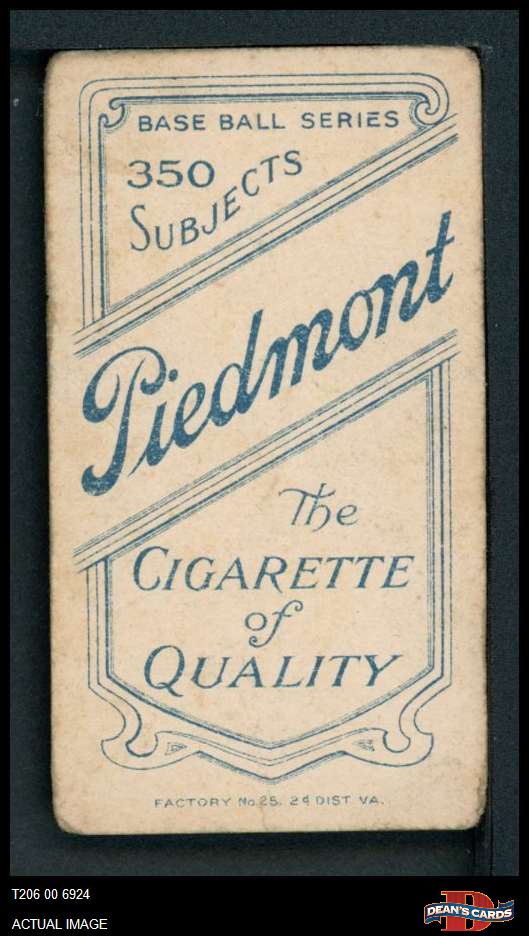 BASE BALL SERIES
350
SUBJECTS
Piedmont
The
CIGARETTE
of
QUALITY
FACTORY No 25. 2d DIST VA.
T206 00 6924
ACTUAL IMAGE
D
DEAN'S CARDS